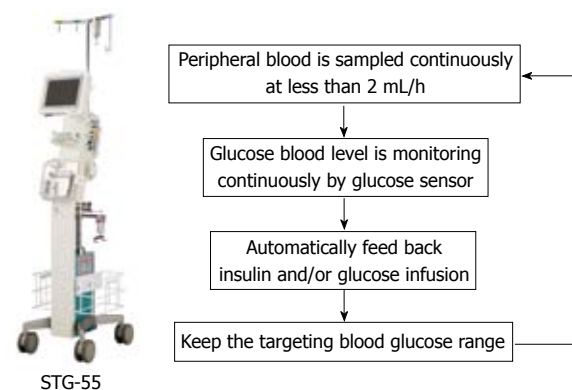 Peripheral blood is sampled continuously
at less than 2 mL/h
Glucose blood level is monitoring
continuously by glucose sensor
Automatically feed back
insulin and/or glucose infusion
Keep the targeting blood glucose range
STG-55